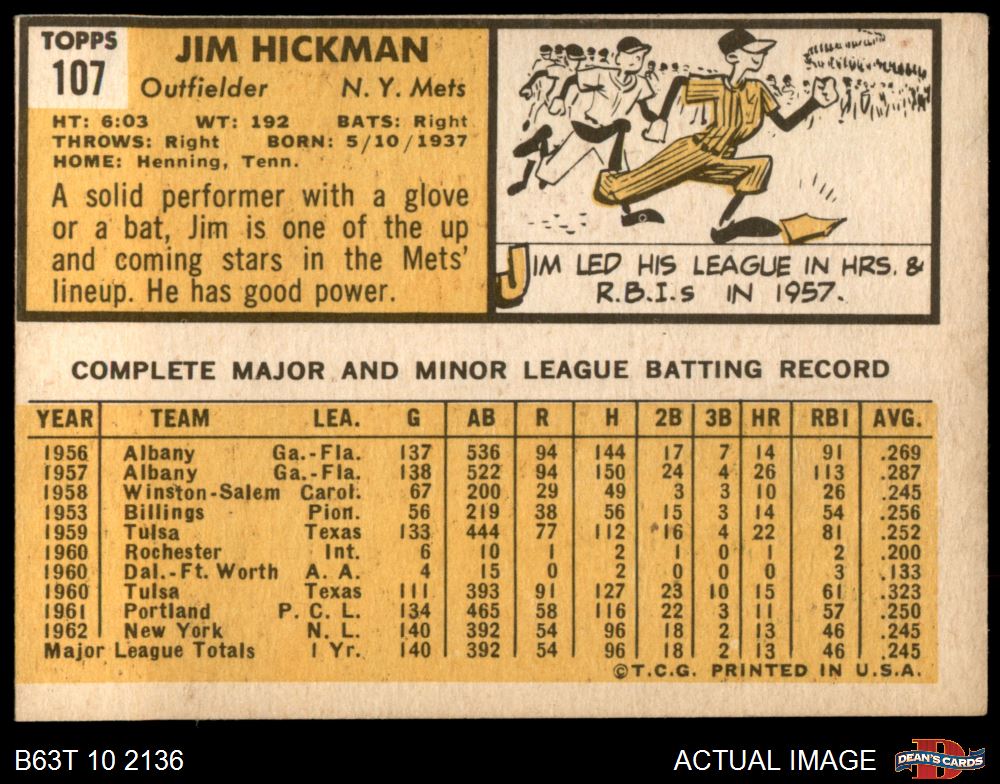 TOPPS
107
JIM HICKMAN
Outfielder N. Y. Mets
HT: 6:03 WT: 192 BATS: Right
THROWS: Right BORN: 5/10/1937
HOME: Henning, Tenn.
A solid performer with a glove
or a bat, Jim is one of the up
and coming stars in the Mets'
lineup. He has good power.
JIM LED HIS LEAGUE IN HRS. &
R.B.I.s IN 1957.
COMPLETE MAJOR AND MINOR LEAGUE BATTING RECORD
YEAR TEAM LEA. G AB R H 2B 3B HR RBI AVG.
1956 Albany Ga.-Fla. 137 536 94 144 17 7 14 91 .269
1957 Albany Ga.-Fla. 138 522 94 150 24 4 26 113 .287
1958 Winston-Salem Carol. 67 200 29 49 3 3 10 26 .245
1953 Billings Pion. 56 219 38 56 15 3 14 54 .256
1959 Tulsa Texas 133 444 77 112 16 4 22 81 .252
1960 Rochester Int. 6 10 1 2 1 0 1 2 .200
1960 Dal.-Ft. Worth A. A. 4 15 0 2 0 0 0 3 .133
1960 Tulsa Texas 111 393 91 127 23 10 15 61 .323
1961 Portland P. C. L. 134 465 58 116 22 3 11 57 .250
1962 New York N. L. 140 392 54 96 18 2 13 46 .245
Major League Totals 1 Yr. 140 392 54 96 18 2 13 46 .245
©T.C.G. PRINTED IN U.S.A.
B63T 10 2136 ACTUAL IMAGE
D
DEAN'S CARDS